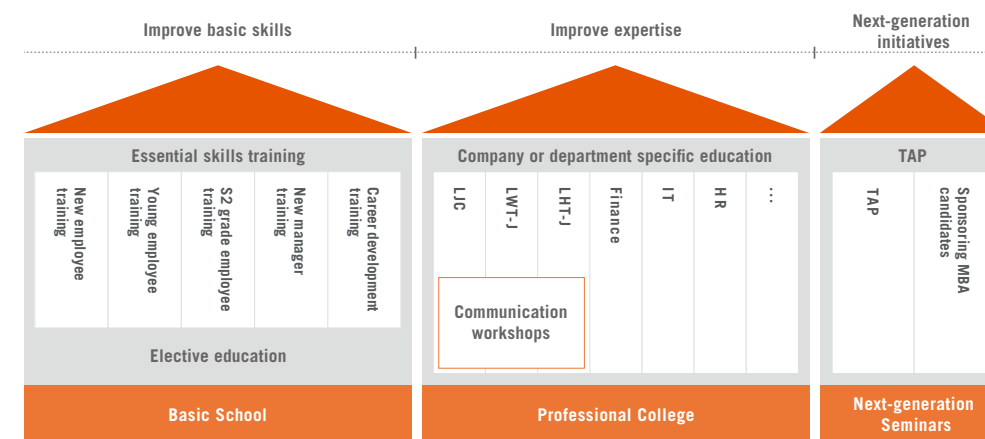 Improve basic skills
Improve expertise
Next-generation
initiatives
Essential skills training
New employee
training
Young employee
training
S2 grade employee
training
New manager
training
Career development
training
Elective education
Basic School
Company or department specific education
LJC
LWT-J
LHT-J
Finance
IT
HR
...
Communication
workshops
Professional College
TAP
TAP
Sponsoring MBA
candidates
Next-generation
Seminars